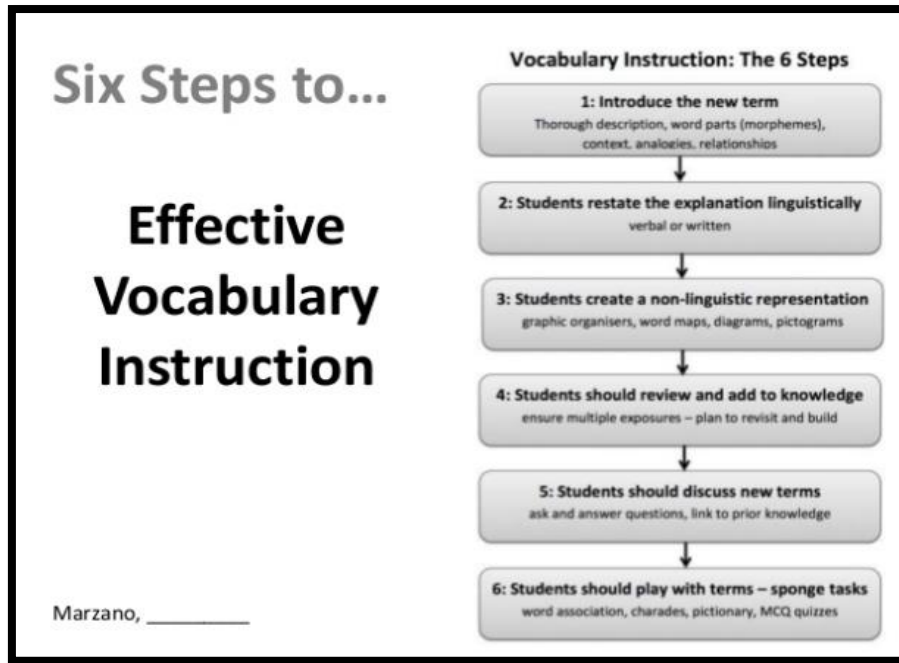 Six Steps to...
Effective
Vocabulary
Instruction
Marzano, _________
Vocabulary Instruction: The 6 Steps
1: Introduce the new term
Thorough description, word parts (morphemes),
context, analogies, relationships
2: Students restate the explanation linguistically
verbal or written
3: Students create a non-linguistic representation
graphic organisers, word maps, diagrams, pictograms
4: Students should review and add to knowledge
ensure multiple exposures – plan to revisit and build
5: Students should discuss new terms
ask and answer questions, link to prior knowledge
6: Students should play with terms – sponge tasks
word association, charades, pictionary, MCQ quizzes